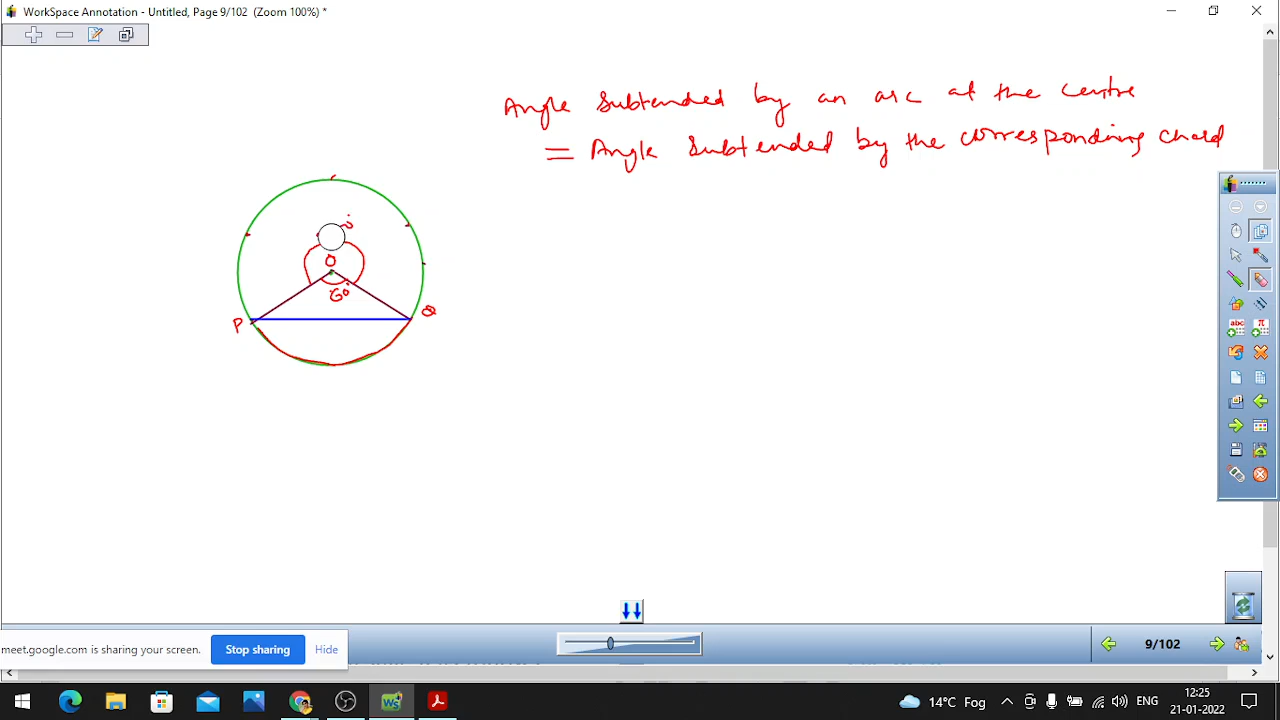 WorkSpace Annotation - Untitled, Page 9/102 (Zoom 100%) *
Angle subtended by an arc at the centre
= Angle subtended by the corresponding chord
O
60°
P
Q
abc
π
meet.google.com is sharing your screen.
Stop sharing
Hide
9/102
WS
14°C Fog
ENG
12:25
21-01-2022